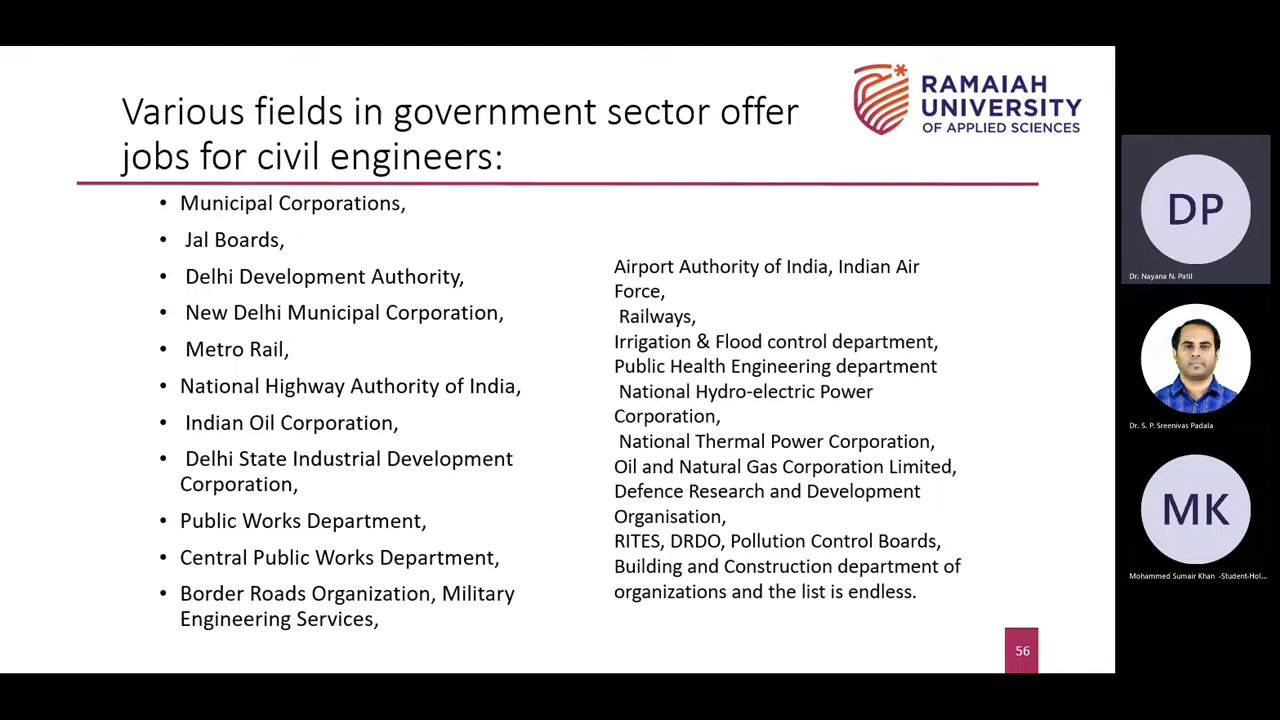 Various fields in government sector offer
jobs for civil engineers:
RAMAIAH
UNIVERSITY
OF APPLIED SCIENCES
• Municipal Corporations,
• Jal Boards,
• Delhi Development Authority,
• New Delhi Municipal Corporation,
• Metro Rail,
• National Highway Authority of India,
• Indian Oil Corporation,
• Delhi State Industrial Development
Corporation,
• Public Works Department,
• Central Public Works Department,
• Border Roads Organization, Military
Engineering Services,
Airport Authority of India, Indian Air
Force,
Railways,
Irrigation & Flood control department,
Public Health Engineering department
National Hydro-electric Power
Corporation,
National Thermal Power Corporation,
Oil and Natural Gas Corporation Limited,
Defence Research and Development
Organisation,
RITES, DRDO, Pollution Control Boards,
Building and Construction department of
organizations and the list is endless.
56
DP
Dr. Nayana N. Patil
Dr. S. P. Sreenivas Padala
MK
Mohammed Sumair Khan -Student-Hol...